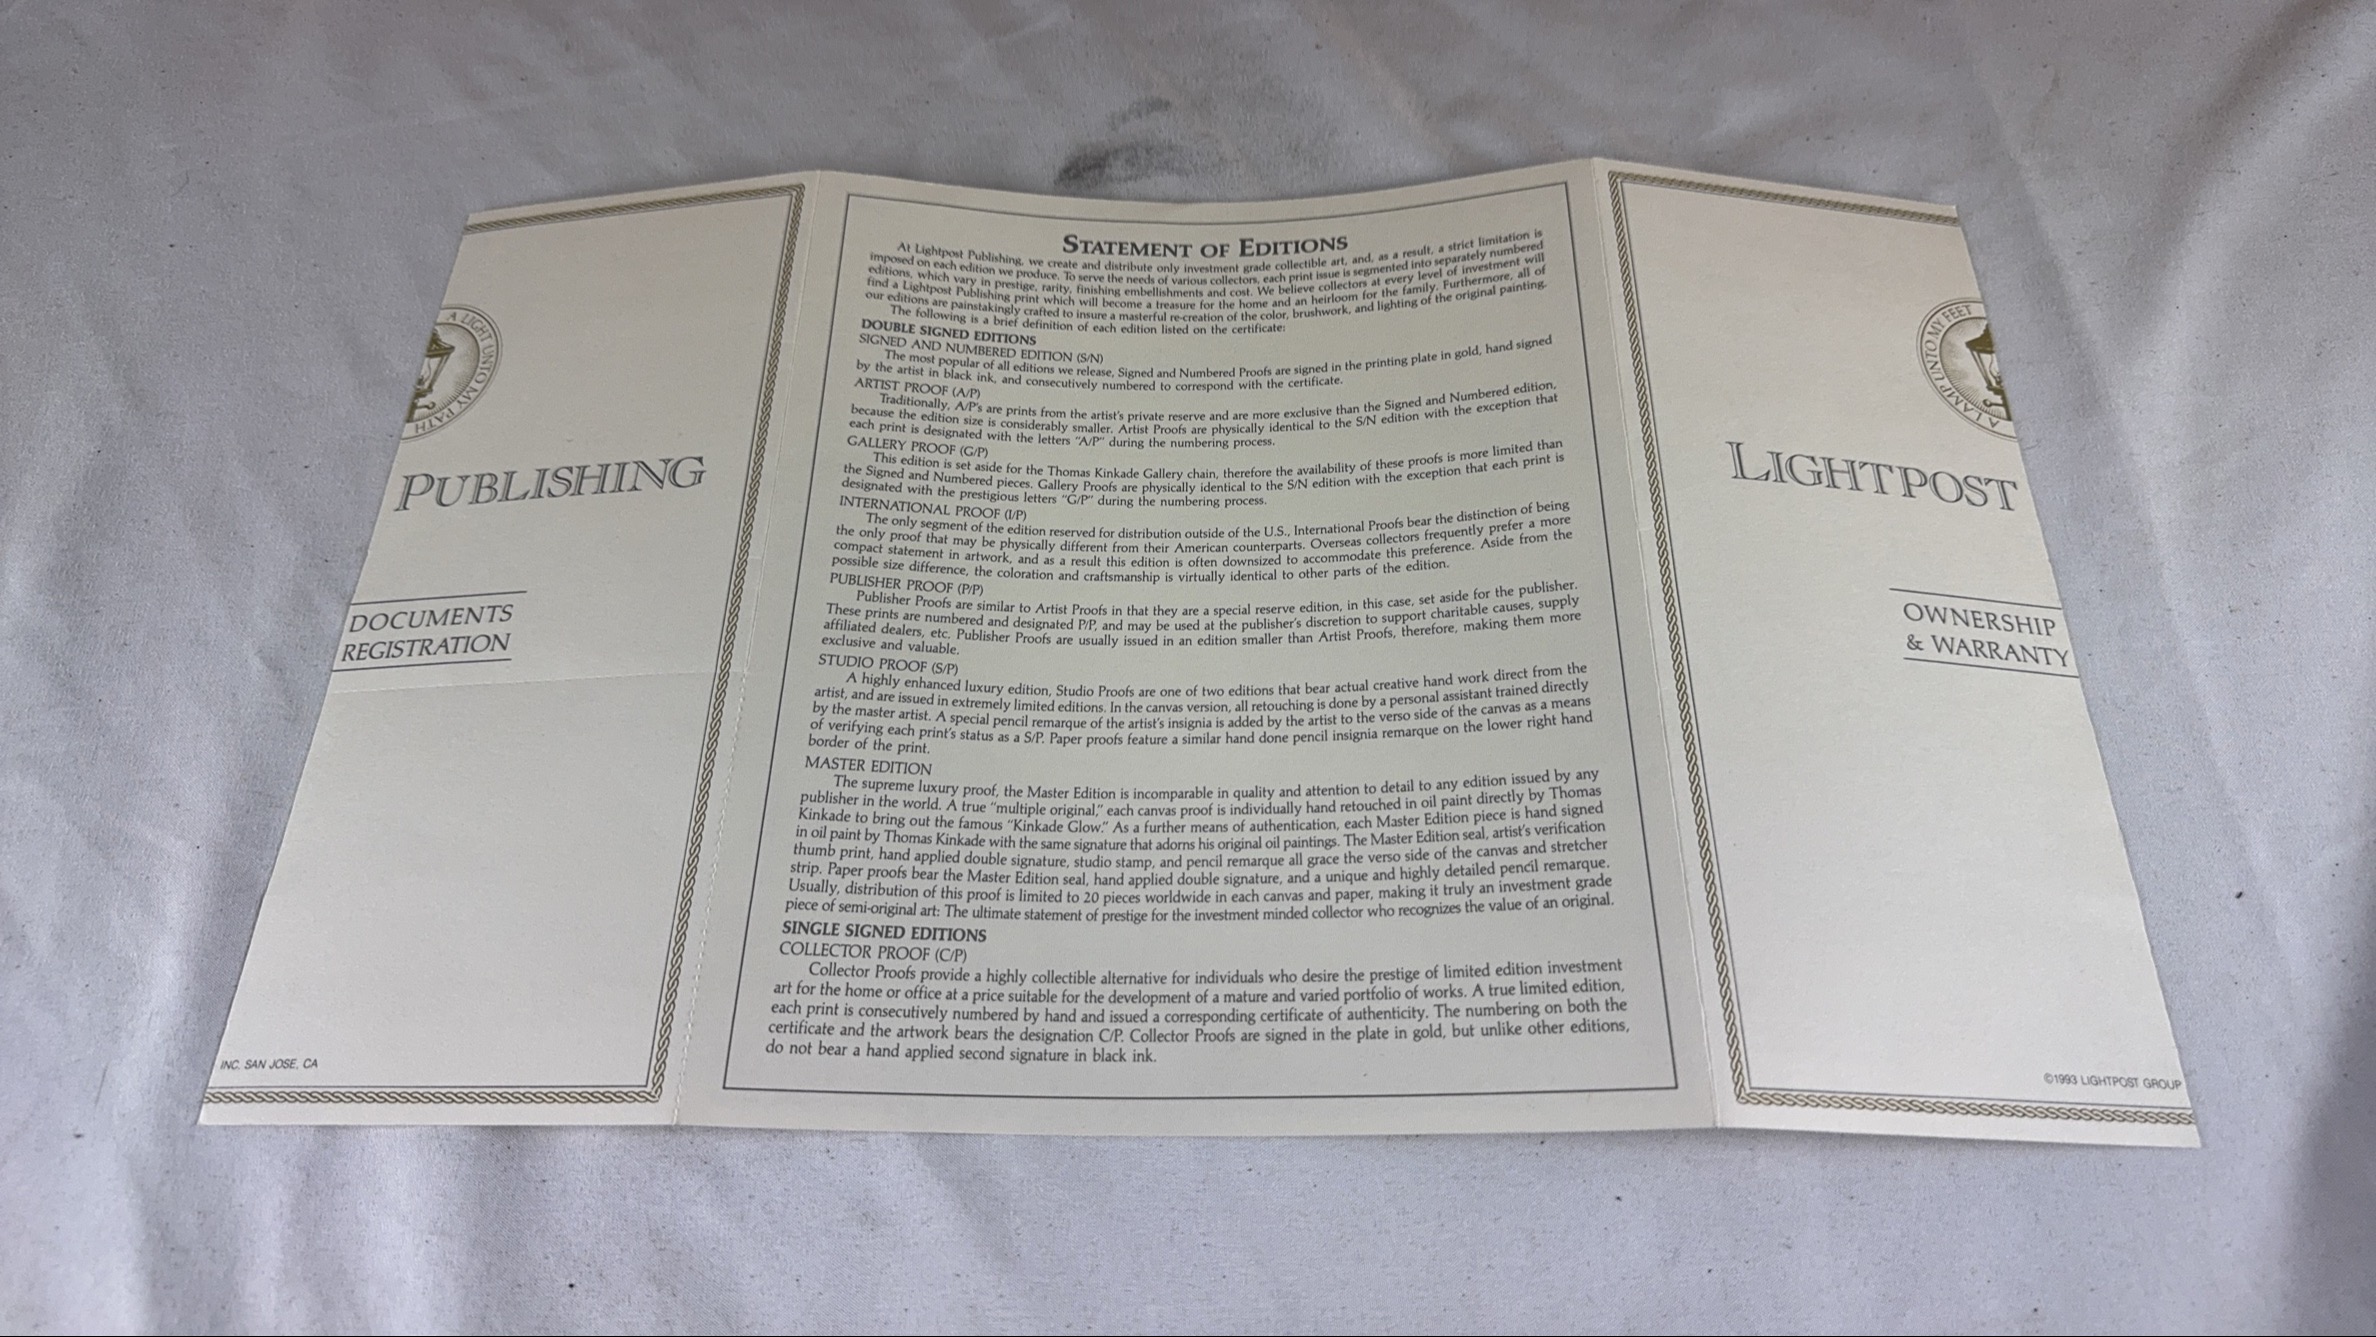 A LIGHT UNTO MY PATH
PUBLISHING
DOCUMENTS
REGISTRATION
INC. SAN JOSE, CA
STATEMENT OF EDITIONS
At Lightpost Publishing, we create and distribute only investment grade collectible art, and, as a result, a strict limitation is
imposed on each edition we produce. To serve the needs of various collectors, each print issue is segmented into separately numbered
editions, which vary in prestige, rarity, finishing embellishments and cost. We believe collectors at every level of investment will
find a Lightpost Publishing print which will become a treasure for the home and an heirloom for the family. Furthermore, all of
our editions are painstakingly crafted to insure a masterful re-creation of the color, brushwork, and lighting of the original painting.
The following is a brief definition of each edition listed on the certificate:
DOUBLE SIGNED EDITIONS
SIGNED AND NUMBERED EDITION (S/N)
The most popular of all editions we release, Signed and Numbered Proofs are signed in the printing plate in gold, hand signed
by the artist in black ink, and consecutively numbered to correspond with the certificate.
ARTIST PROOF (A/P)
Traditionally, A/P's are prints from the artist's private reserve and are more exclusive than the Signed and Numbered edition,
because the edition size is considerably smaller. Artist Proofs are physically identical to the S/N edition with the exception that
each print is designated with the letters "A/P" during the numbering process.
GALLERY PROOF (G/P)
This edition is set aside for the Thomas Kinkade Gallery chain, therefore the availability of these proofs is more limited than
the Signed and Numbered pieces. Gallery Proofs are physically identical to the S/N edition with the exception that each print is
designated with the prestigious letters "G/P" during the numbering process.
INTERNATIONAL PROOF (I/P)
The only segment of the edition reserved for distribution outside of the U.S., International Proofs bear the distinction of being
the only proof that may be physically different from their American counterparts. Overseas collectors frequently prefer a more
compact statement in artwork, and as a result this edition is often downsized to accommodate this preference. Aside from the
possible size difference, the coloration and craftsmanship is virtually identical to other parts of the edition.
PUBLISHER PROOF (P/P)
Publisher Proofs are similar to Artist Proofs in that they are a special reserve edition, in this case, set aside for the publisher.
These prints are numbered and designated P/P, and may be used at the publisher's discretion to support charitable causes, supply
affiliated dealers, etc. Publisher Proofs are usually issued in an edition smaller than Artist Proofs, therefore, making them more
exclusive and valuable.
STUDIO PROOF (S/P)
A highly enhanced luxury edition, Studio Proofs are one of two editions that bear actual creative hand work direct from the
artist, and are issued in extremely limited editions. In the canvas version, all retouching is done by a personal assistant trained directly
by the master artist. A special pencil remarque of the artist's insignia is added by the artist to the verso side of the canvas as a means
of verifying each print's status as a S/P. Paper proofs feature a similar hand done pencil insignia remarque on the lower right hand
border of the print.
MASTER EDITION
The supreme luxury proof, the Master Edition is incomparable in quality and attention to detail to any edition issued by any
publisher in the world. A true "multiple original," each canvas proof is individually hand retouched in oil paint directly by Thomas
Kinkade to bring out the famous "Kinkade Glow." As a further means of authentication, each Master Edition piece is hand signed
in oil paint by Thomas Kinkade with the same signature that adorns his original oil paintings. The Master Edition seal, artist's verification
thumb print, hand applied double signature, studio stamp, and pencil remarque all grace the verso side of the canvas and stretcher
strip. Paper proofs bear the Master Edition seal, hand applied double signature, and a unique and highly detailed pencil remarque.
Usually, distribution of this proof is limited to 20 pieces worldwide in each canvas and paper, making it truly an investment grade
piece of semi-original art: The ultimate statement of prestige for the investment minded collector who recognizes the value of an original.
SINGLE SIGNED EDITIONS
COLLECTOR PROOF (C/P)
Collector Proofs provide a highly collectible alternative for individuals who desire the prestige of limited edition investment
art for the home or office at a price suitable for the development of a mature and varied portfolio of works. A true limited edition,
each print is consecutively numbered by hand and issued a corresponding certificate of authenticity. The numbering on both the
certificate and the artwork bears the designation C/P. Collector Proofs are signed in the plate in gold, but unlike other editions,
do not bear a hand applied second signature in black ink.
A LAMP UNTO MY FEET
LIGHTPOST
OWNERSHIP
& WARRANTY
©1993 LIGHTPOST GROUP